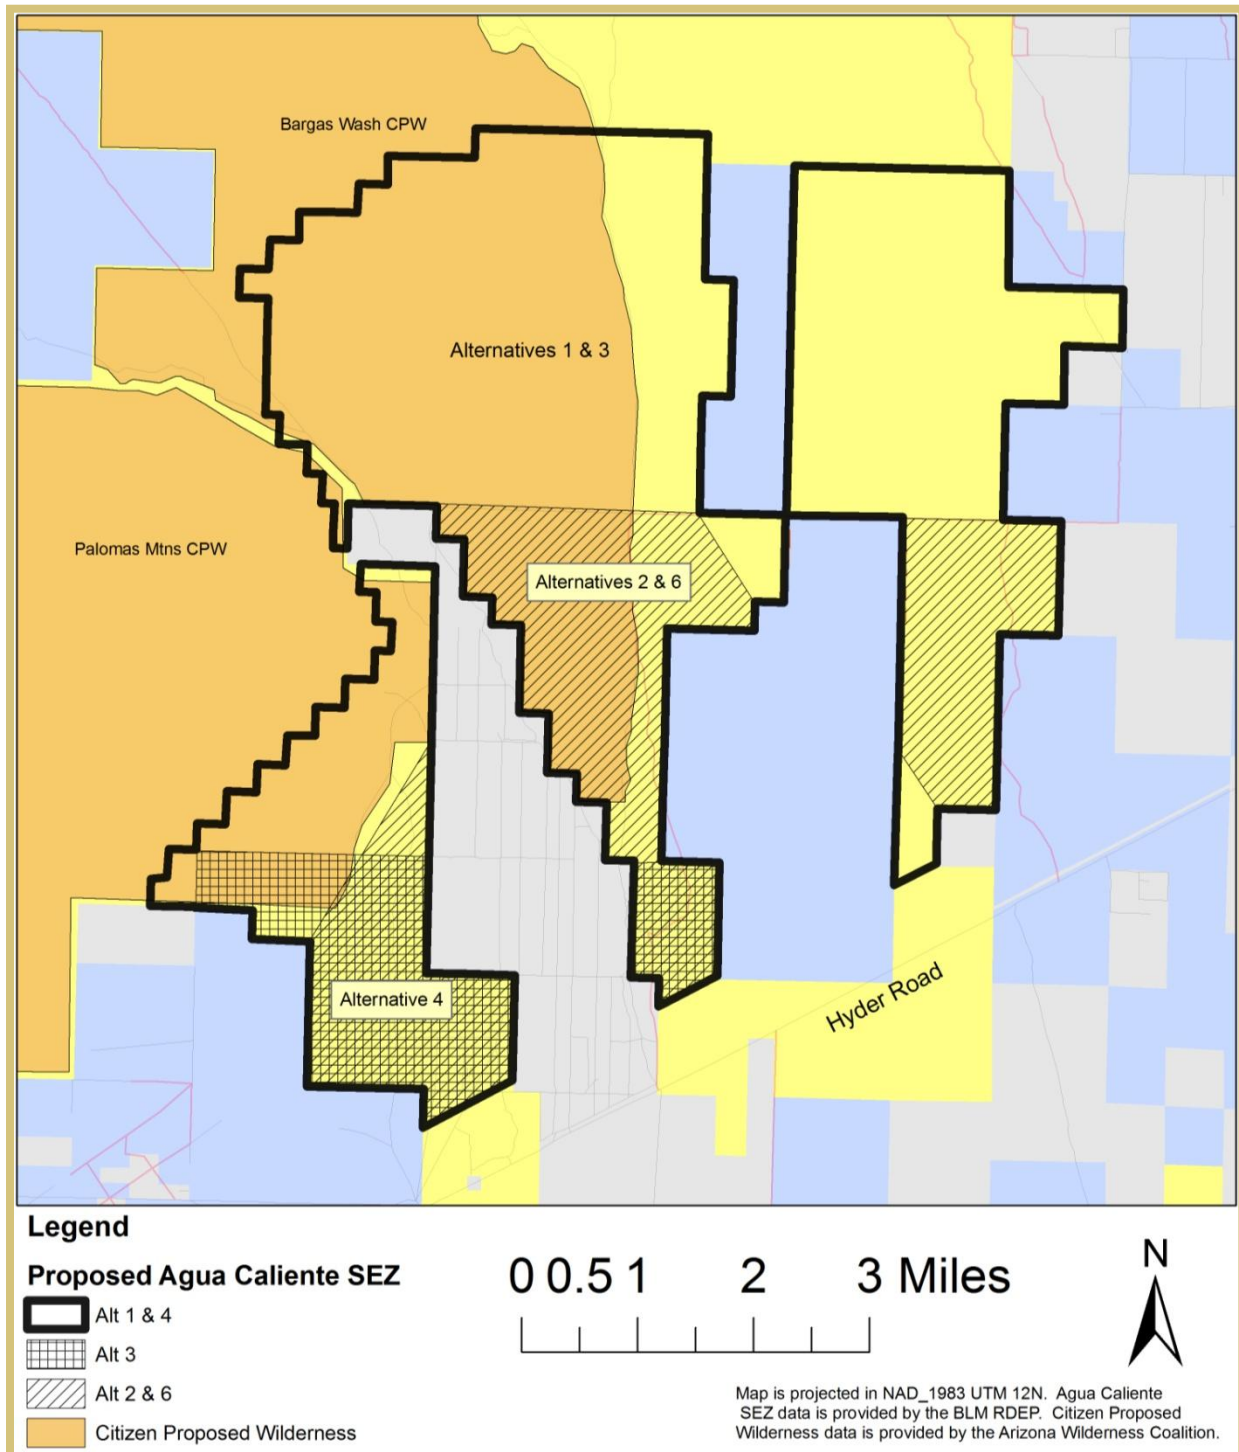 Bargas Wash CPW
Alternatives 1 & 3
Palomas Mtns CPW
Alternatives 2 & 6
Alternative 4
Hyder Road
Legend
Proposed Agua Caliente SEZ
Alt 1 & 4
Alt 3
Alt 2 & 6
Citizen Proposed Wilderness
0 0.5 1 2 3 Miles
N
Map is projected in NAD_1983 UTM 12N. Agua Caliente
SEZ data is provided by the BLM RDEP. Citizen Proposed
Wilderness data is provided by the Arizona Wilderness Coalition.